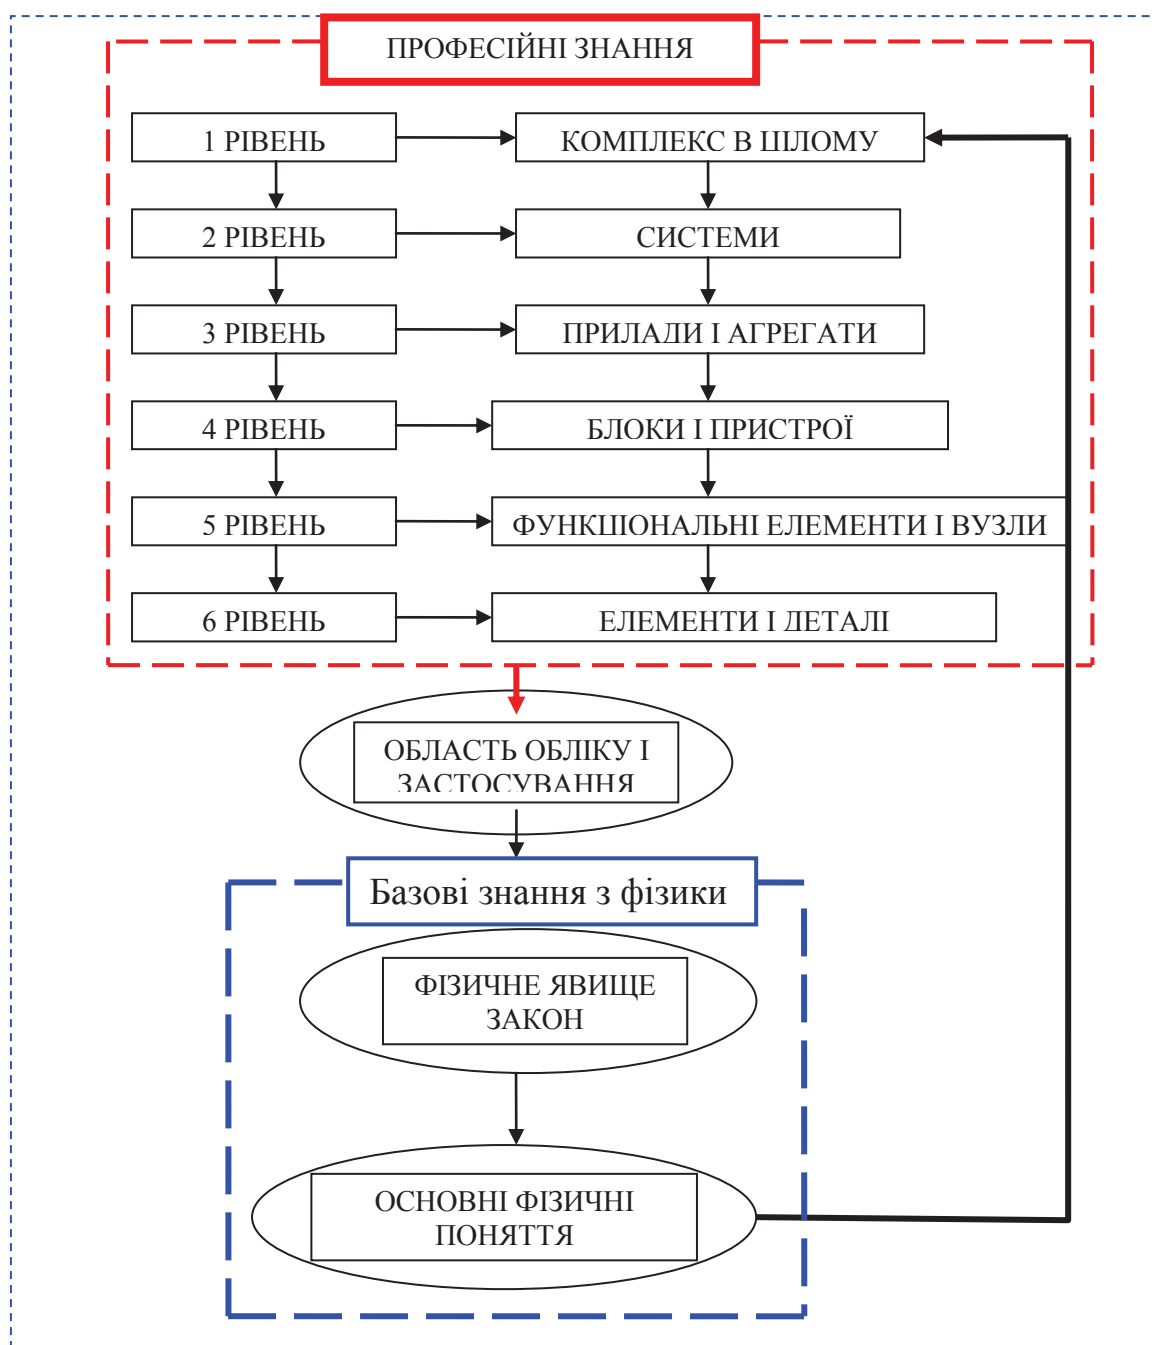 ПРОФЕСІЙНІ ЗНАННЯ
1 РІВЕНЬ
КОМПЛЕКС В ЦІЛОМУ
2 РІВЕНЬ
СИСТЕМИ
3 РІВЕНЬ
ПРИЛАДИ І АГРЕГАТИ
4 РІВЕНЬ
БЛОКИ І ПРИСТРОЇ
5 РІВЕНЬ
ФУНКЦІОНАЛЬНІ ЕЛЕМЕНТИ І ВУЗЛИ
6 РІВЕНЬ
ЕЛЕМЕНТИ І ДЕТАЛІ
ОБЛАСТЬ ОБЛІКУ І
ЗАСТОСУВАННЯ
Базові знання з фізики
ФІЗИЧНЕ ЯВИЩЕ
ЗАКОН
ОСНОВНІ ФІЗИЧНІ
ПОНЯТТЯ